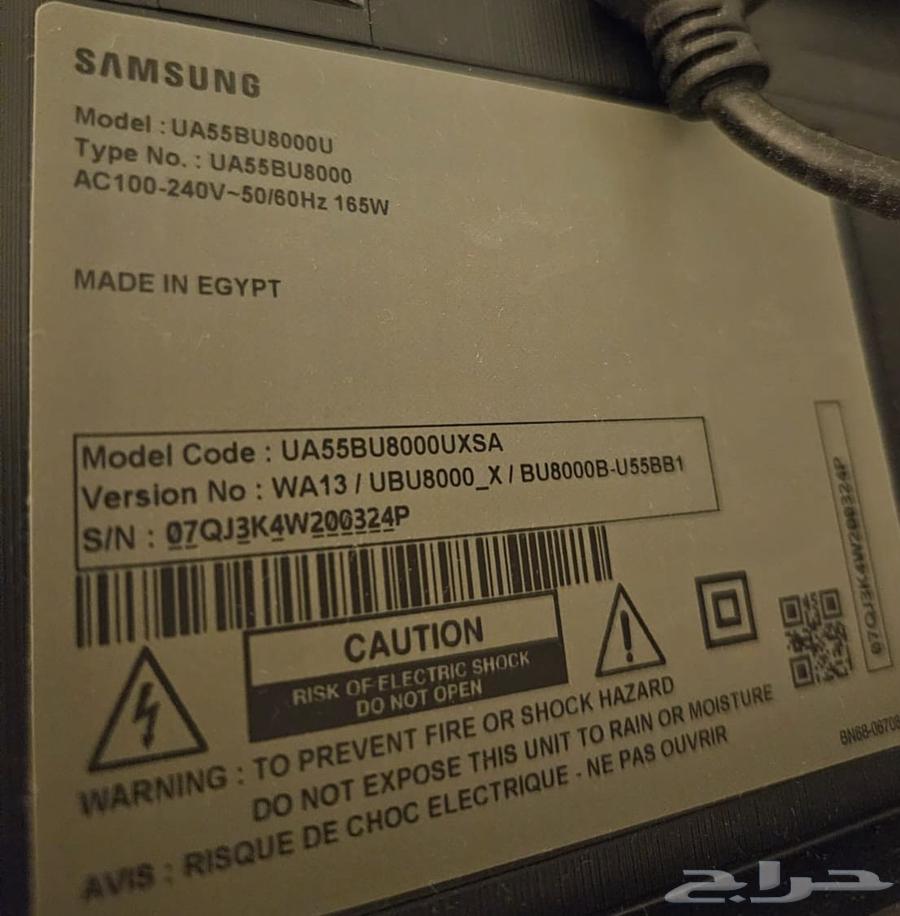 SAMSUNG
Model : UA55BU8000U
Type No. : UA55BU8000
AC100-240V~50/60Hz 165W
MADE IN EGYPT
Model Code : UA55BU8000UXSA
Version No : WA13 / UBU8000_X / BU8000B-U55BB1
S/N : 07QJ3K4W200324P
07QJ3K4W200324P
CAUTION
RISK OF ELECTRIC SHOCK
DO NOT OPEN
WARNING : TO PREVENT FIRE OR SHOCK HAZARD
DO NOT EXPOSE THIS UNIT TO RAIN OR MOISTURE
AVIS : RISQUE DE CHOC ELECTRIQUE - NE PAS OUVRIR
حراج